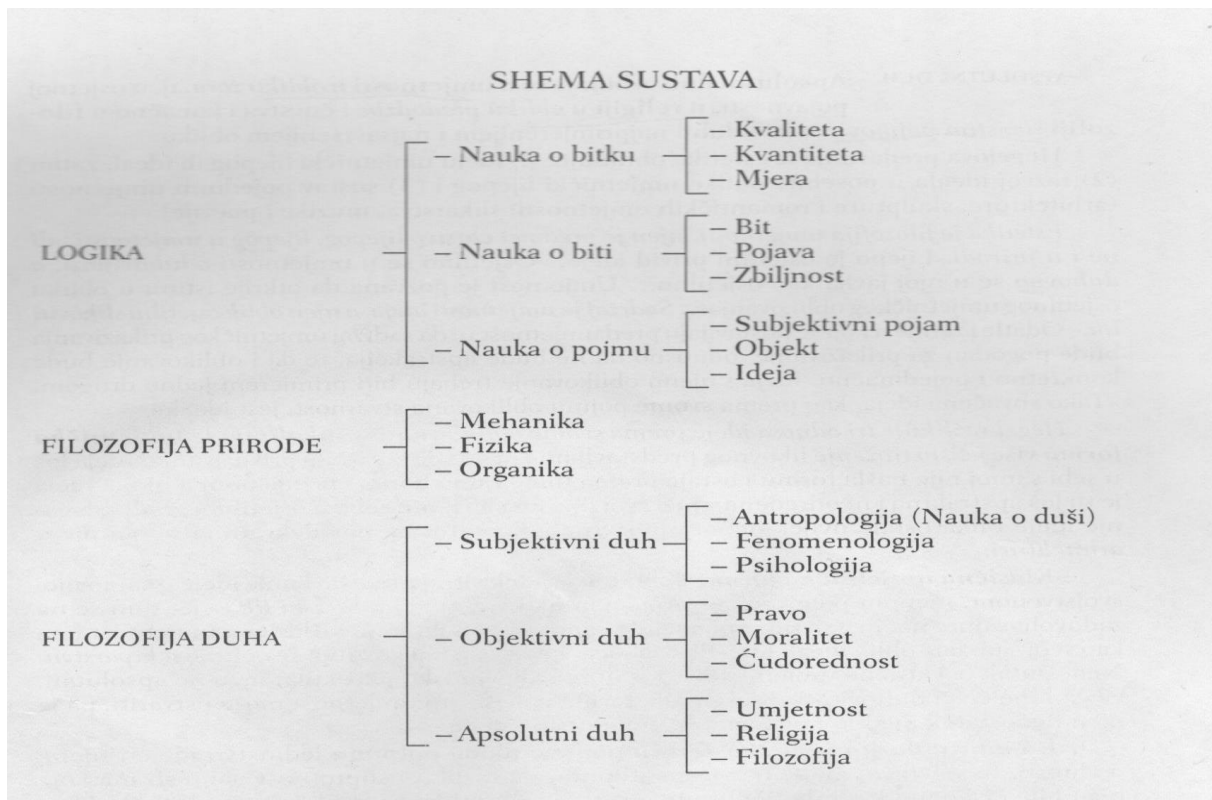 SHEMA SUSTAVA
LOGIKA
– Nauka o bitku
– Kvaliteta
– Kvantiteta
– Mjera
– Nauka o biti
– Bit
– Pojava
– Zbiljnost
– Nauka o pojmu
– Subjektivni pojam
– Objekt
– Ideja
FILOZOFIJA PRIRODE
– Mehanika
– Fizika
– Organika
FILOZOFIJA DUHA
– Subjektivni duh
– Antropologija (Nauka o duši)
– Fenomenologija
– Psihologija
– Objektivni duh
– Pravo
– Moralitet
– Ćudorednost
– Apsolutni duh
– Umjetnost
– Religija
– Filozofija